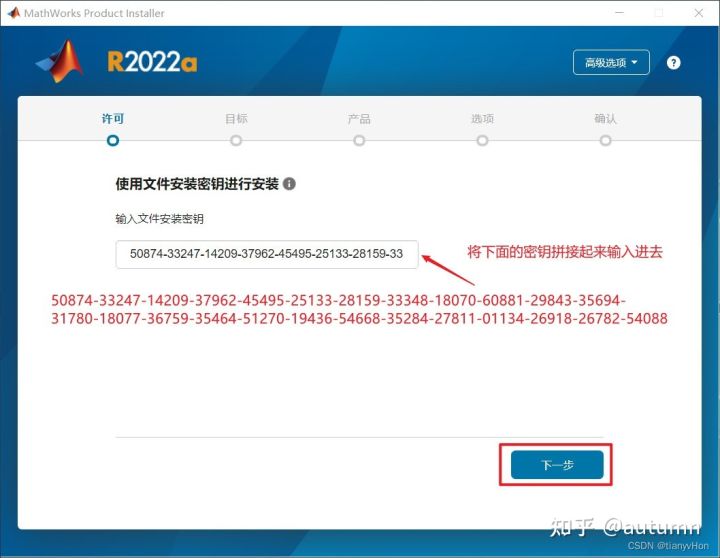 MathWorks Product Installer
R2022a
高级选项
?
许可
目标
产品
选项
确认
使用文件安装密钥进行安装
输入文件安装密钥
50874-33247-14209-37962-45495-25133-28159-33
将下面的密钥拼接起来输入进去
50874-33247-14209-37962-45495-25133-28159-33348-18070-60881-29843-35694-
31780-18077-36759-35464-51270-19436-54668-35284-27811-01134-26918-26782-54088
下一步
知乎 @autumn
CSDN @tianyvHon